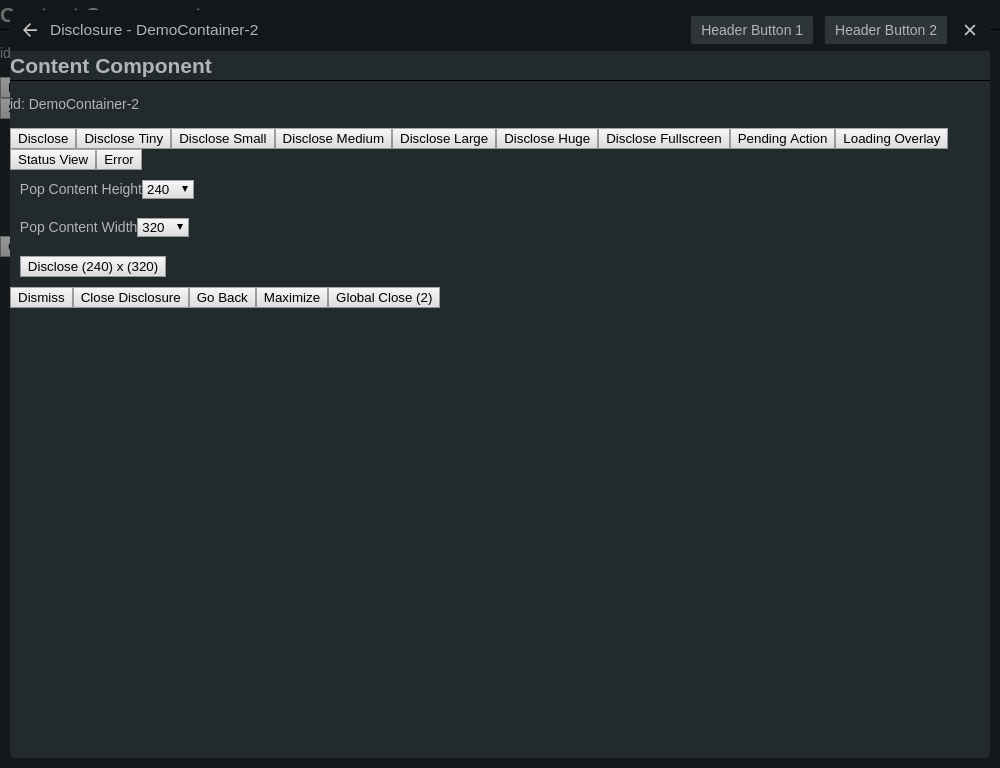 Disclosure - DemoContainer-2
Header Button 1
Header Button 2
Content Component
id: DemoContainer-2
Disclose
Disclose Tiny
Disclose Small
Disclose Medium
Disclose Large
Disclose Huge
Disclose Fullscreen
Pending Action
Loading Overlay
Status View
Error
Pop Content Height 240
Pop Content Width 320
Disclose (240) x (320)
Dismiss
Close Disclosure
Go Back
Maximize
Global Close (2)